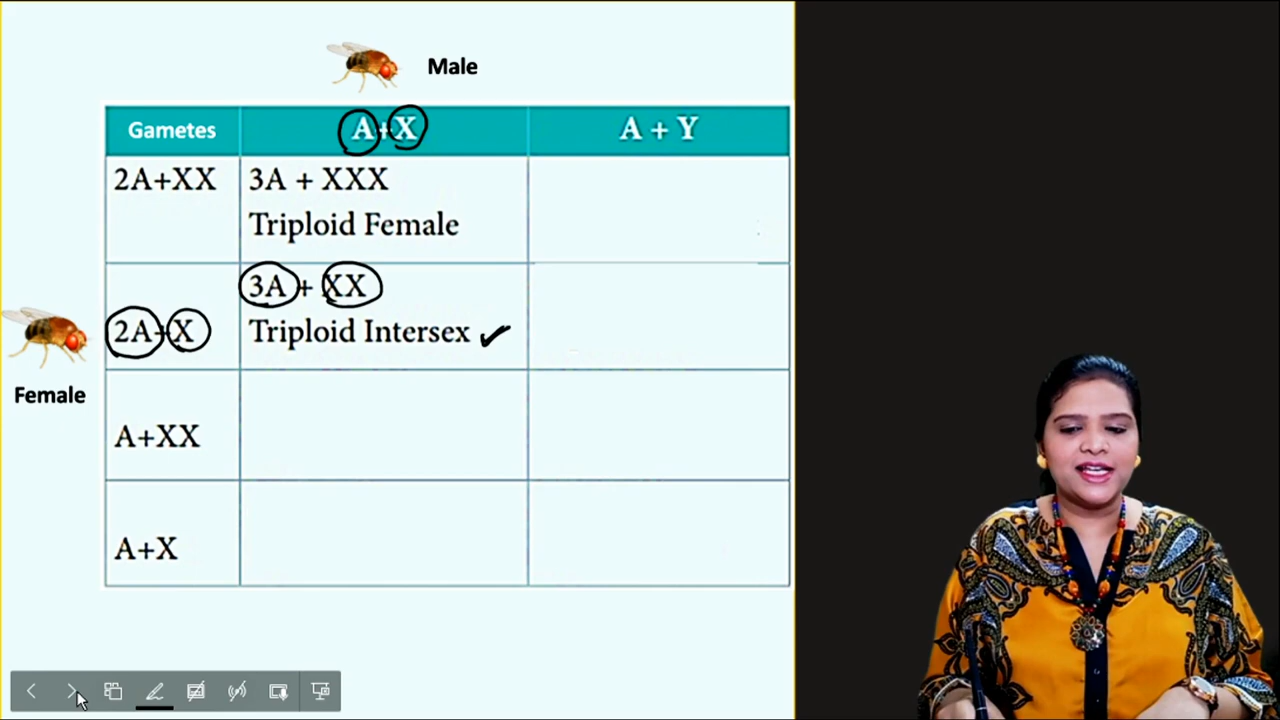 Male
Gametes A+X A + Y
2A+XX 3A + XXX
Triploid Female
3A + XX
2A+X Triploid Intersex
Female
A+XX
A+X